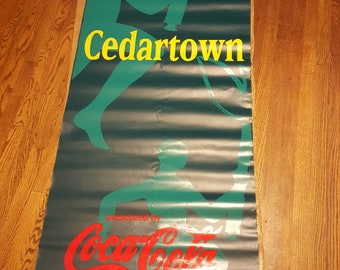 Cedartown
presented by
Coca-Cola